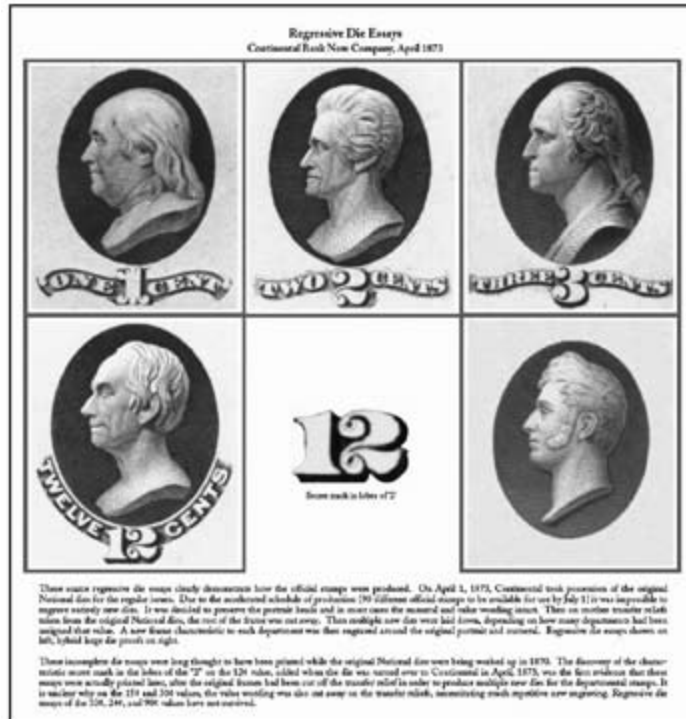 Regressive Die Essays
Continental Bank Note Company, April 1873
ONE 1 CENT
TWO 2 CENTS
THREE 3 CENTS
TWELVE 12 CENTS
12
Secret mark in lobes of "2"
These scarce regressive die essays clearly demonstrate how the official stamps were produced. On April 1, 1873, Continental took possession of the original
National dies for the regular issues. Due to the accelerated schedule of production (90 different official stamps to be available for use by July 1) it was impossible to
engrave entirely new dies. It was decided to preserve the portrait heads and in most cases the numeral and value wording intact. Then on mother transfer reliefs
taken from the original National dies, the rest of the frame was cut away. Then multiple new dies were laid down, depending on how many departments had been
assigned that value. A new frame characteristic to each department was then engraved around the original portrait and numeral. Regressive die essays shown on
left, hybrid large die proofs on right.
These incomplete die essays were long thought to have been printed while the original National dies were being worked up in 1870. The discovery of the charac-
teristic secret mark in the lobes of the "2" on the 12¢ value, added when the die was turned over to Continental in April, 1873, was the first evidence that these
essays were actually printed later, after the original frames had been cut off the transfer relief in order to produce multiple new dies for the departmental stamps. It
is unclear why on the 15¢ and 30¢ values, the value wording was also cut away on the transfer reliefs, necessitating much repetitive new engraving. Regressive die
essays of the 24¢, and 90¢ values have not survived.